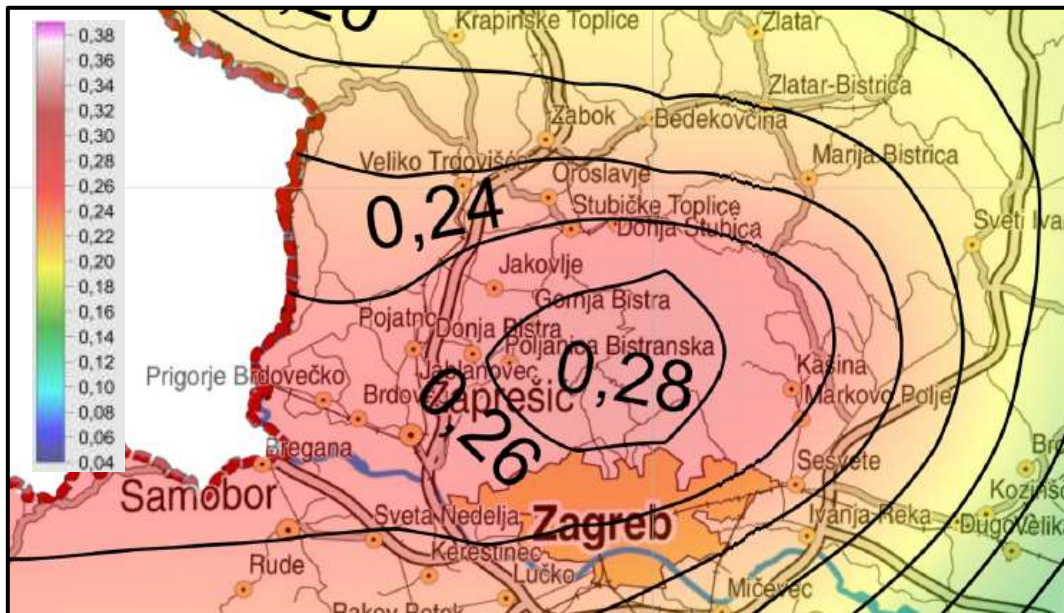 0,20
Krapinske Toplice
Zlatar
0,38
0,36
0,34
0,32
0,30
0,28
0,26
0,24
0,22
0,20
0,18
0,16
0,14
0,12
0,10
0,08
0,06
0,04
Zlatar-Bistrica
Zabok
Bedekovčina
Veliko Trgovišće
Marija Bistrica
Oroslavje
0,24
Stubičke Toplice
Donja Stubica
Sveti Ivan
Jakovlje
Gornja Bistra
Pojatno
Donja Bistra
Poljanica Bistranska
Jablanovec
0,28
Kašina
Prigorje Brdovečko
Brdovec
Zaprešić
Markovo Polje
0,26
Bregana
Sesvete
Samobor
Sveta Nedelja
Zagreb
Ivanja Reka
Dugo
Kerestinec
Rude
Lučko
Mičevec
Rakov Potok